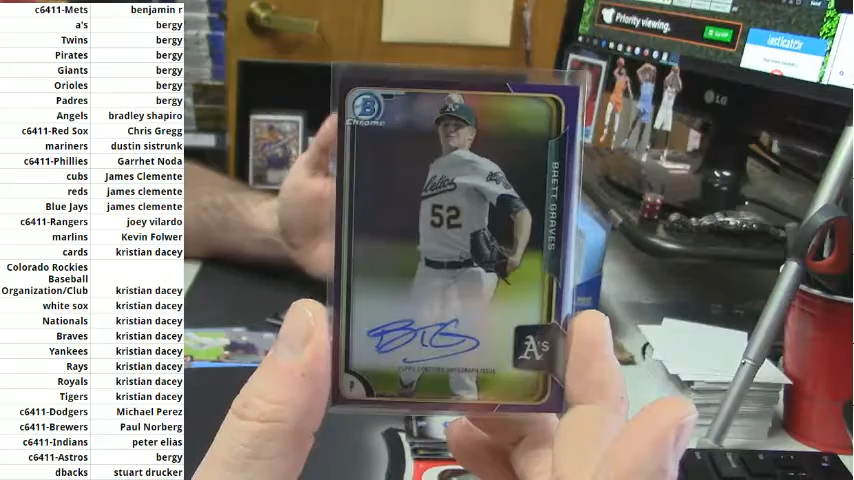 c6411-Mets benjamin r
a's bergy
Twins bergy
Pirates bergy
Giants bergy
Orioles bergy
Padres bergy
Angels bradley shapiro
c6411-Red Sox Chris Gregg
mariners dustin sistrunk
c6411-Phillies Garrhet Noda
cubs James Clemente
reds james clemente
Blue Jays james clemente
c6411-Rangers joey vilardo
marlins Kevin Folwer
cards kristian dacey
Colorado Rockies
Baseball
Organization/Club kristian dacey
white sox kristian dacey
Nationals kristian dacey
Braves kristian dacey
Yankees kristian dacey
Rays kristian dacey
Royals kristian dacey
Tigers kristian dacey
c6411-Dodgers Michael Perez
c6411-Brewers Paul Norberg
c6411-Indians peter elias
c6411-Astros bergy
dbacks stuart drucker
B
Chrome
BRETT GRAVES
52
A's
TOPPS CERTIFIED AUTOGRAPH ISSUE
P
Priority viewing.
LG